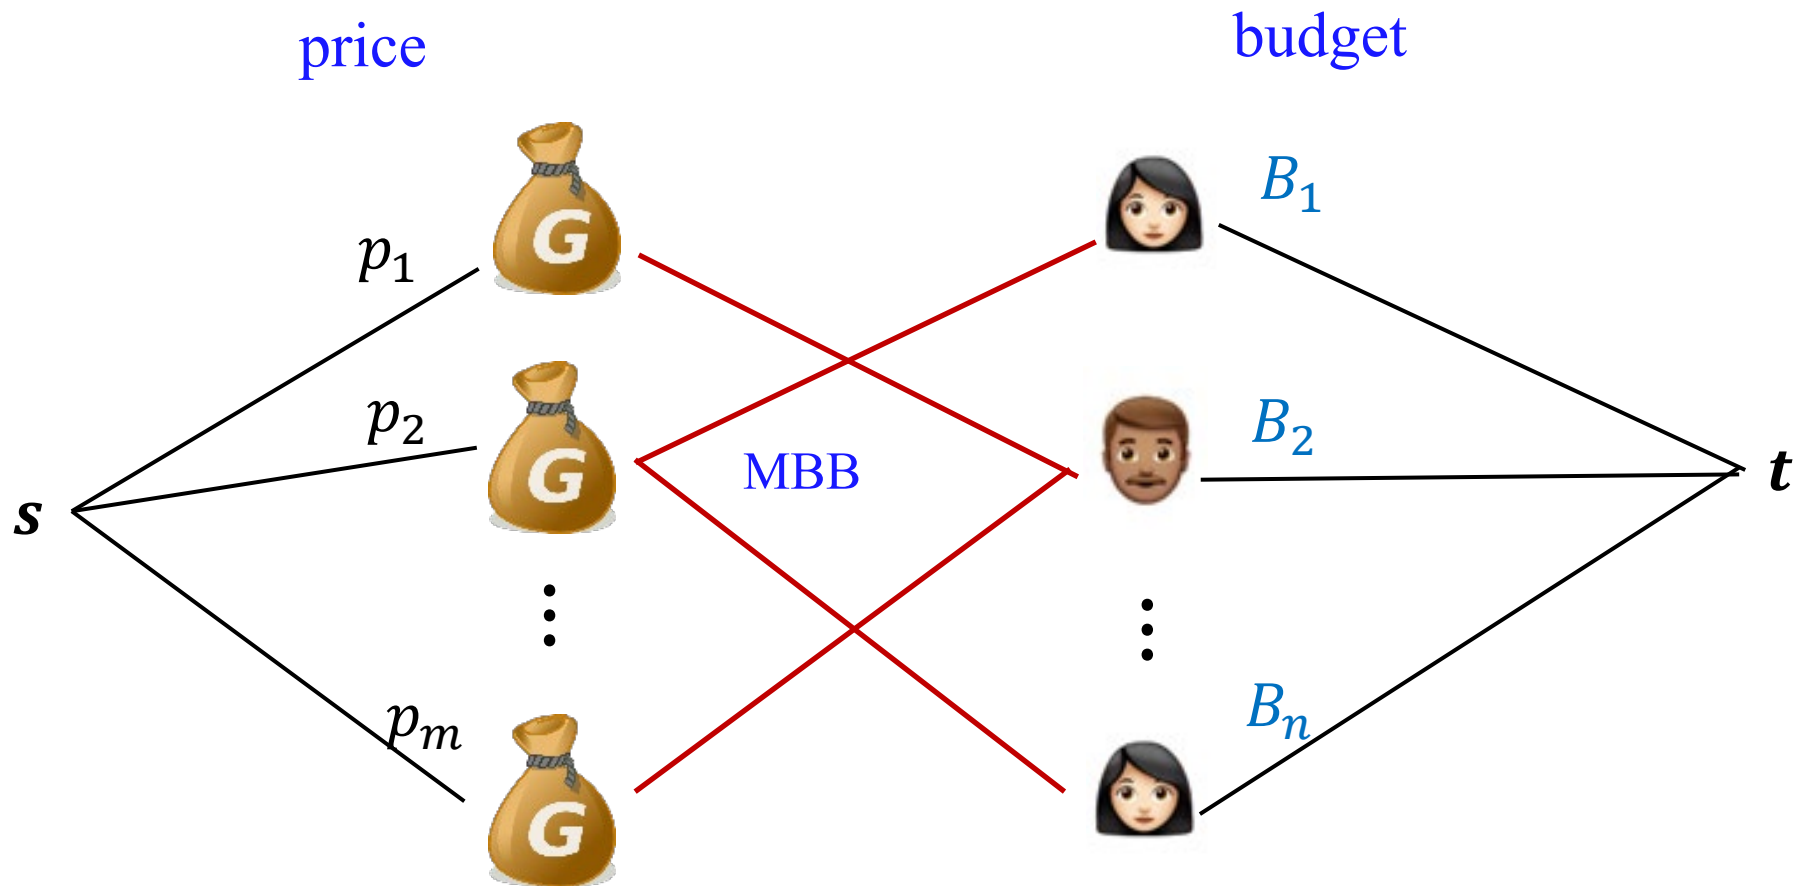 price
budget
G
B₁
p₁
p₂
G
MBB
B₂
s
t
⋮
⋮
pₘ
Bₙ
G